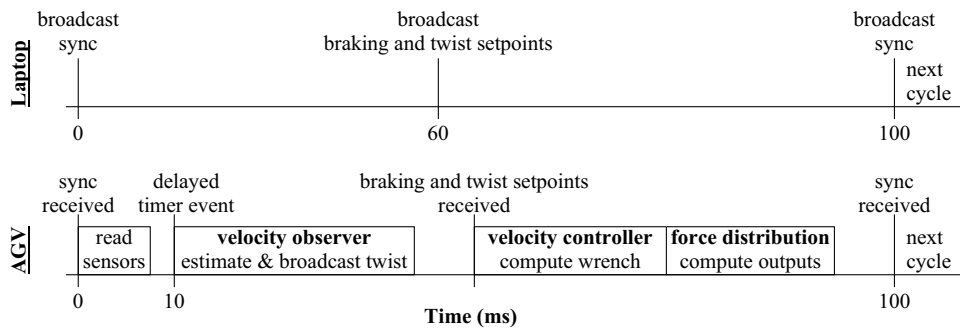 broadcast broadcast broadcast
sync braking and twist setpoints sync
Laptop
next
cycle
0 60 100
sync delayed braking and twist setpoints sync
received timer event received received
AGV
read velocity observer velocity controller force distribution next
sensors estimate & broadcast twist compute wrench compute outputs cycle
0 10 100
Time (ms)